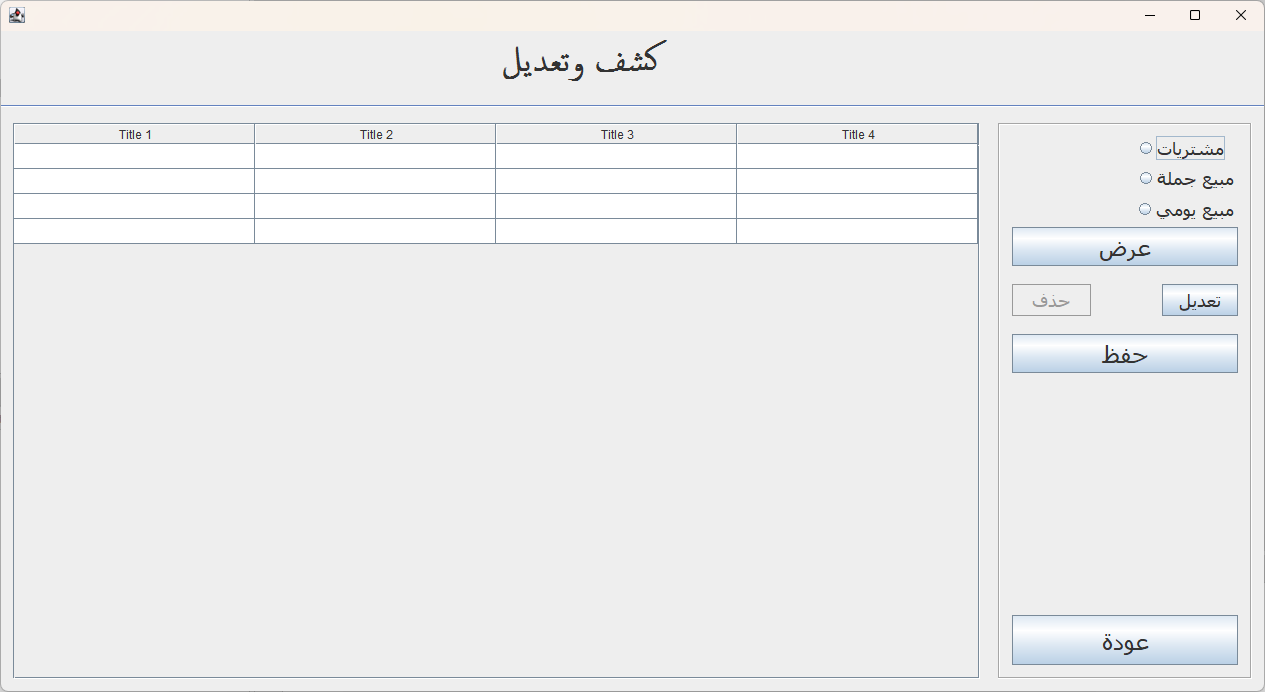 كشف وتعديل
Title 1 Title 2 Title 3 Title 4
مشتريات
مبيع جملة
مبيع يومي
عرض
تعديل حذف
حفظ
عودة